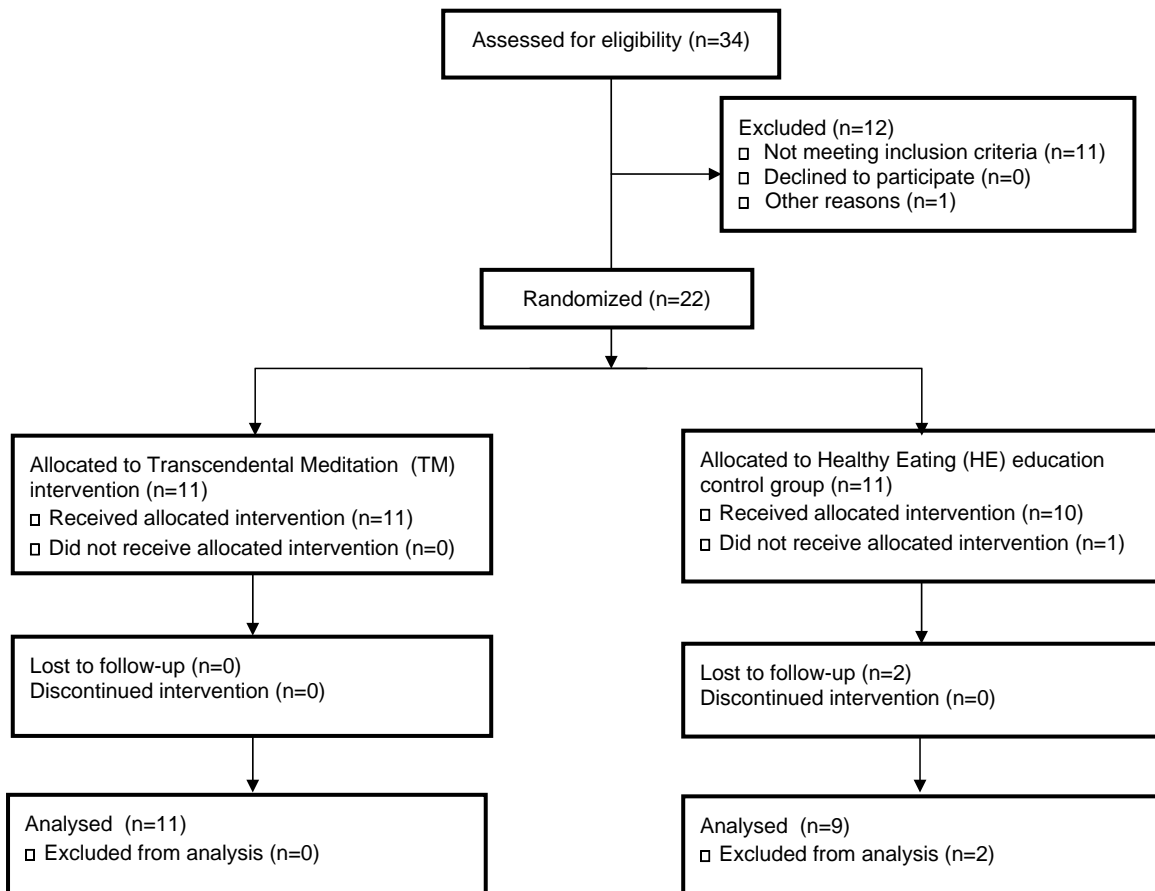 Assessed for eligibility (n=34)
Excluded (n=12)
□ Not meeting inclusion criteria (n=11)
□ Declined to participate (n=0)
□ Other reasons (n=1)
Randomized (n=22)
Allocated to Transcendental Meditation (TM)
intervention (n=11)
□ Received allocated intervention (n=11)
□ Did not receive allocated intervention (n=0)
Allocated to Healthy Eating (HE) education
control group (n=11)
□ Received allocated intervention (n=10)
□ Did not receive allocated intervention (n=1)
Lost to follow-up (n=0)
Discontinued intervention (n=0)
Lost to follow-up (n=2)
Discontinued intervention (n=0)
Analysed (n=11)
□ Excluded from analysis (n=0)
Analysed (n=9)
□ Excluded from analysis (n=2)